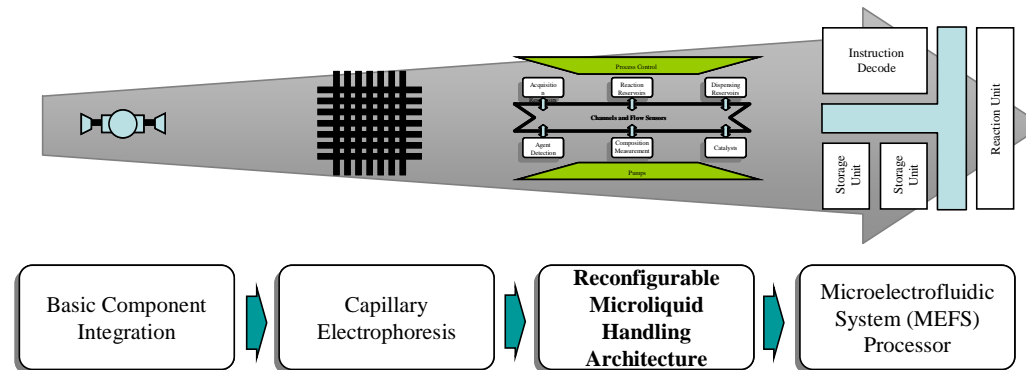 Instruction
Decode
Reaction Unit
Storage
Unit
Storage
Unit
Process Control
Acquisitio
n
Reaction
Reservoirs
Dispensing
Reservoirs
Channels and Flow Sensors
Agent
Detection
Composition
Measurement
Catalysts
Pumps
Basic Component
Integration
Capillary
Electrophoresis
Reconfigurable
Microliquid
Handling
Architecture
Microelectrofluidic
System (MEFS)
Processor